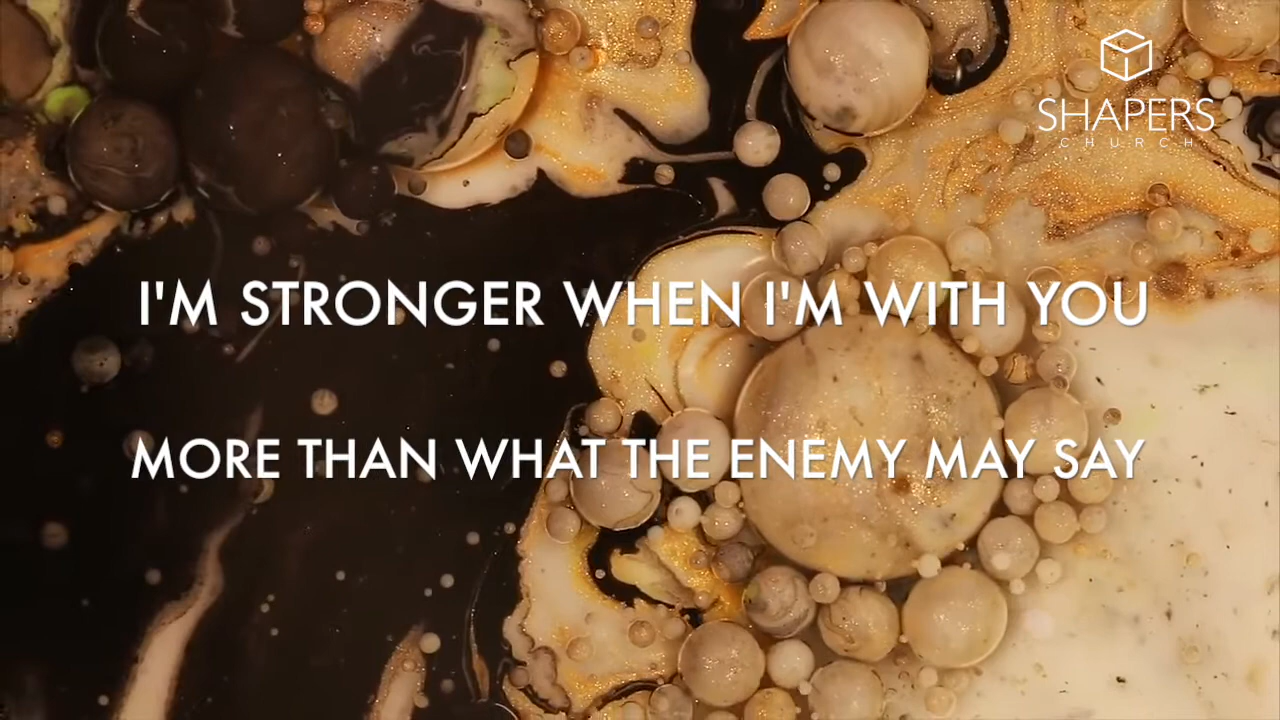 SHAPERS
CHURCH
I'M STRONGER WHEN I'M WITH YOU
MORE THAN WHAT THE ENEMY MAY SAY